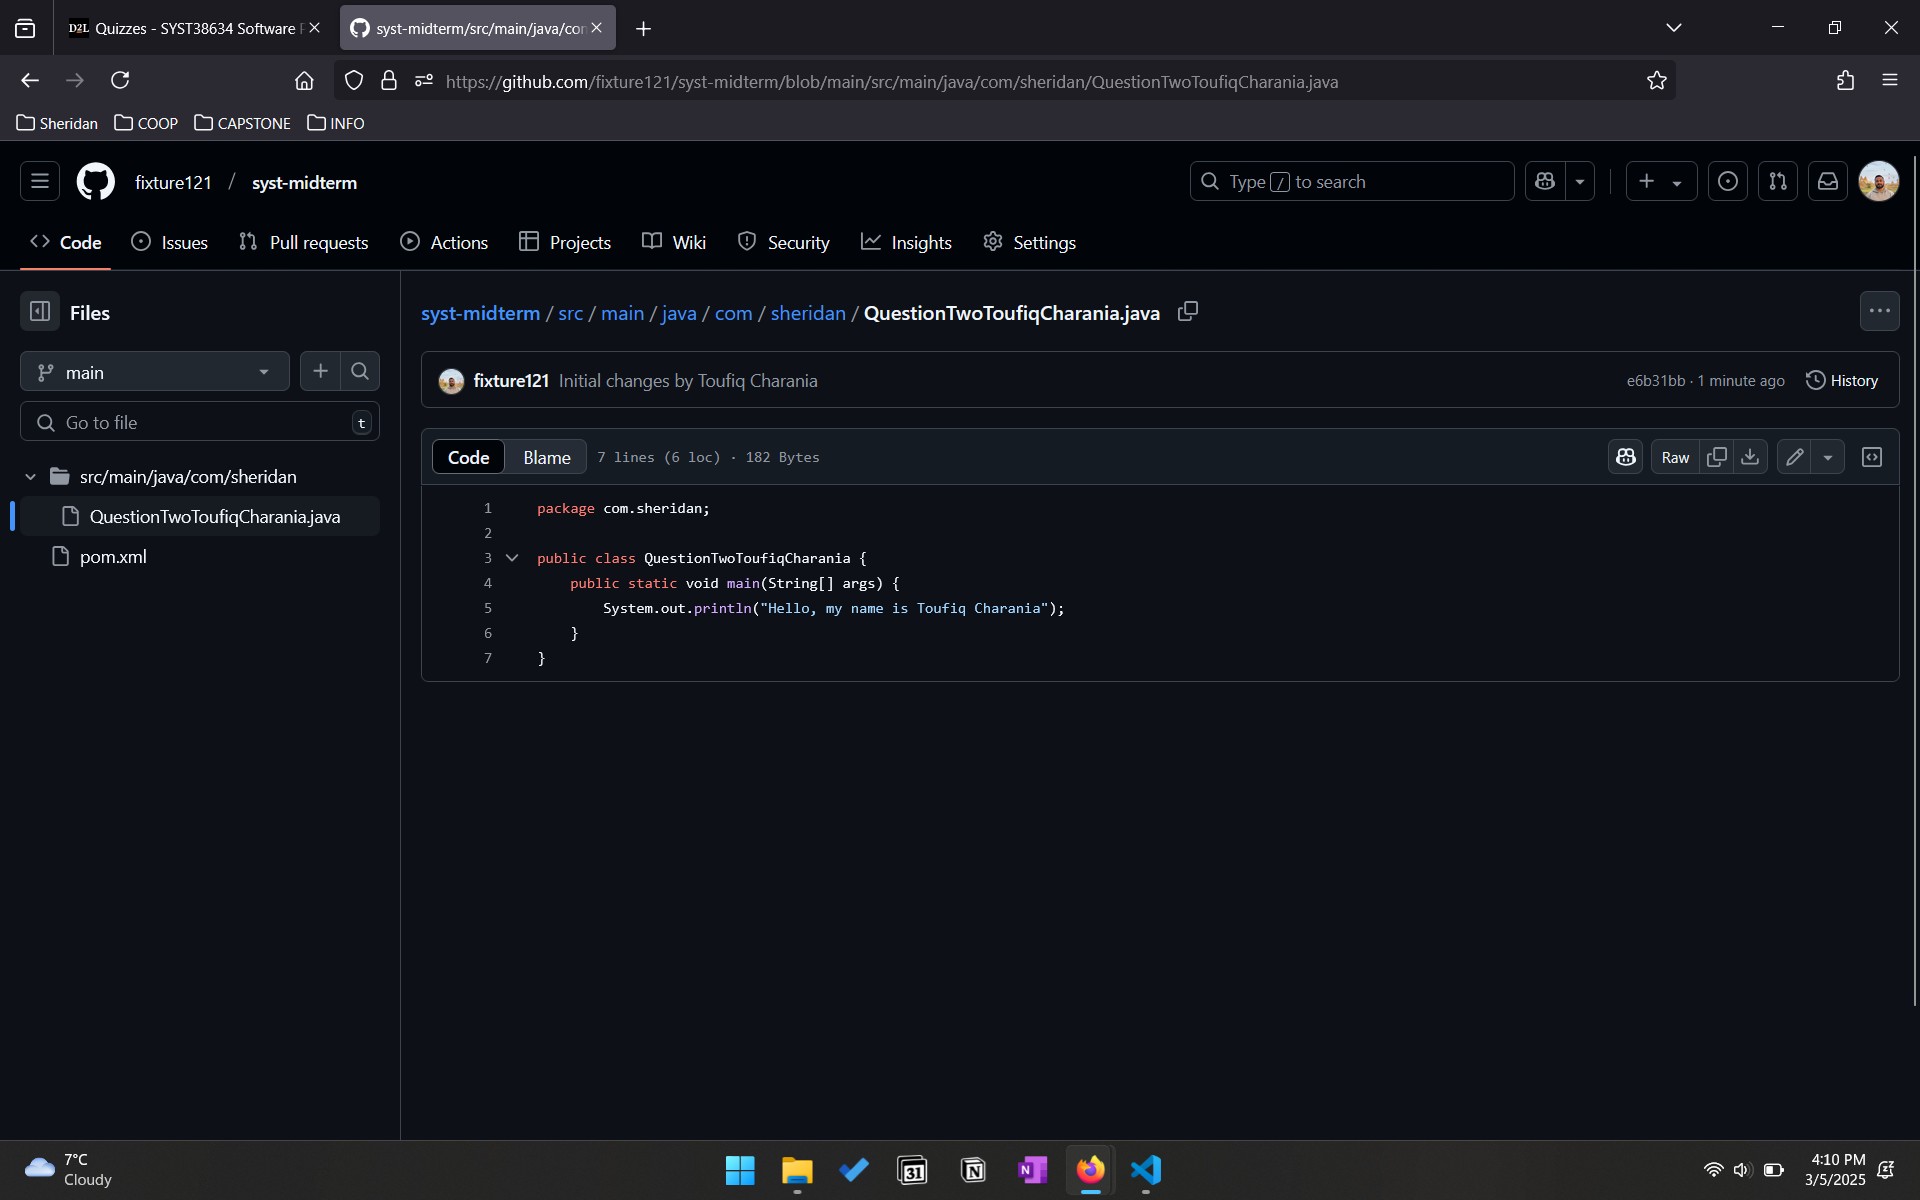 D2L Quizzes - SYST38634 Software
syst-midterm/src/main/java/con
https://github.com/fixture121/syst-midterm/blob/main/src/main/java/com/sheridan/QuestionTwoToufiqCharania.java
Sheridan COOP CAPSTONE INFO
fixture121 / syst-midterm
Type / to search
Code Issues Pull requests Actions Projects Wiki Security Insights Settings
Files
main
Go to file t
src/main/java/com/sheridan
QuestionTwoToufiqCharania.java
pom.xml
syst-midterm / src / main / java / com / sheridan / QuestionTwoToufiqCharania.java
fixture121 Initial changes by Toufiq Charania e6b31bb · 1 minute ago History
Code Blame 7 lines (6 loc) · 182 Bytes Raw
1 package com.sheridan;
2
3 public class QuestionTwoToufiqCharania {
4 public static void main(String[] args) {
5 System.out.println("Hello, my name is Toufiq Charania");
6 }
7 }
7°C
Cloudy
31
N
N
4:10 PM
3/5/2025